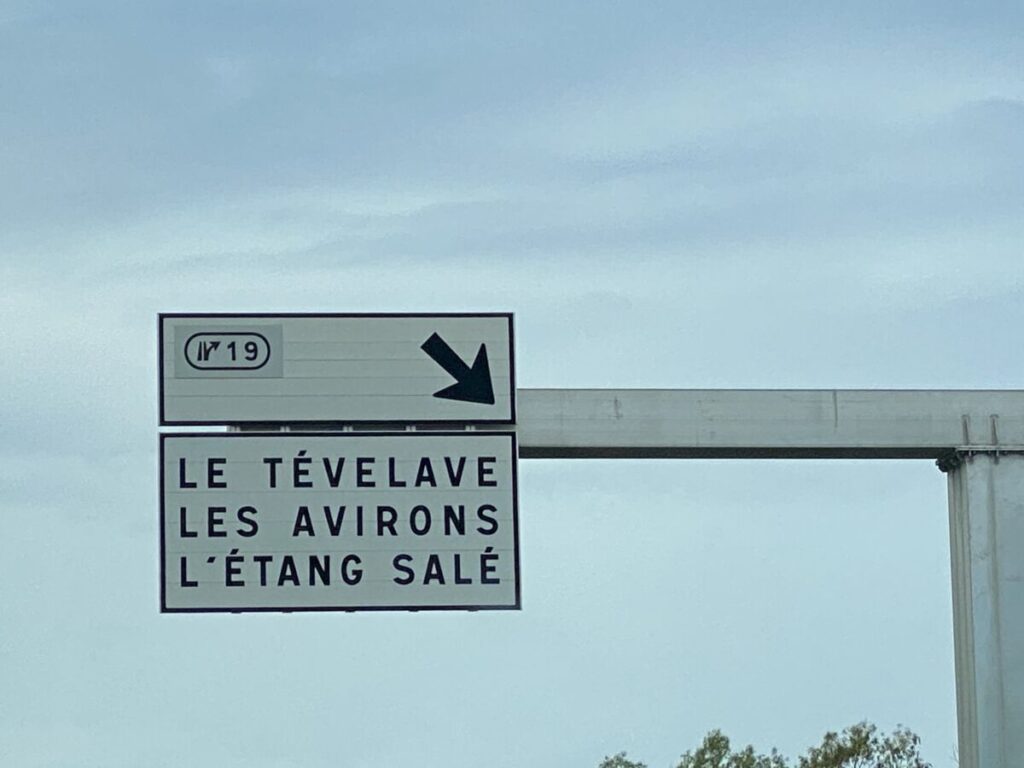 19
LE TÉVELAVE
LES AVIRONS
L'ÉTANG SALÉ